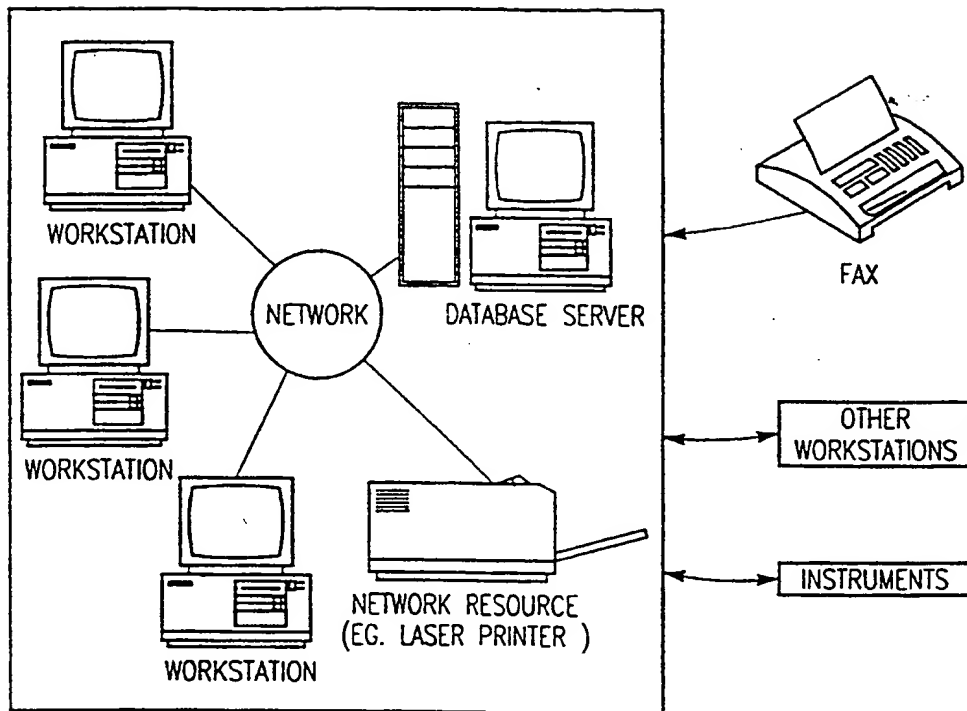 WORKSTATION
NETWORK
DATABASE SERVER
FAX
WORKSTATION
OTHER
WORKSTATIONS
NETWORK RESOURCE
(EG. LASER PRINTER )
INSTRUMENTS
WORKSTATION